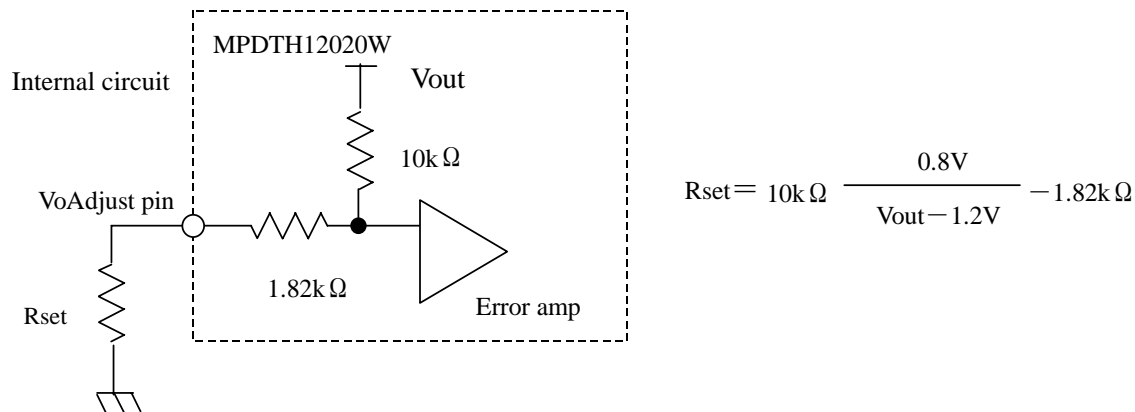 MPDTH12020W
Internal circuit
Vout
10kΩ
VoAdjust pin
1.82kΩ
Rset
Error amp
0.8V
Rset＝ 10kΩ －1.82kΩ
Vout－1.2V